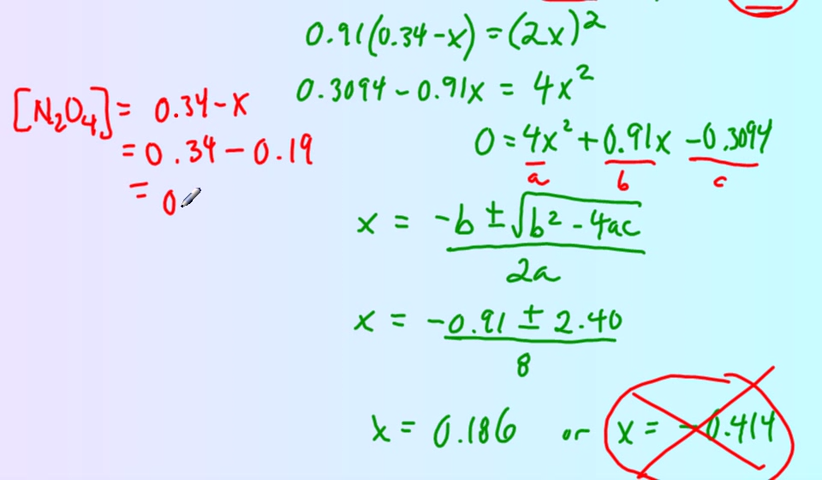 0.91(0.34-x) = (2x)²
0.3094 - 0.91x = 4x²
0 = 4x² + 0.91x - 0.3094
a b c
x = -b ± √b² - 4ac
2a
x = -0.91 ± 2.40
8
x = 0.186 or x = -0.414
[N₂O₄] = 0.34-x
= 0.34 - 0.19
= 0